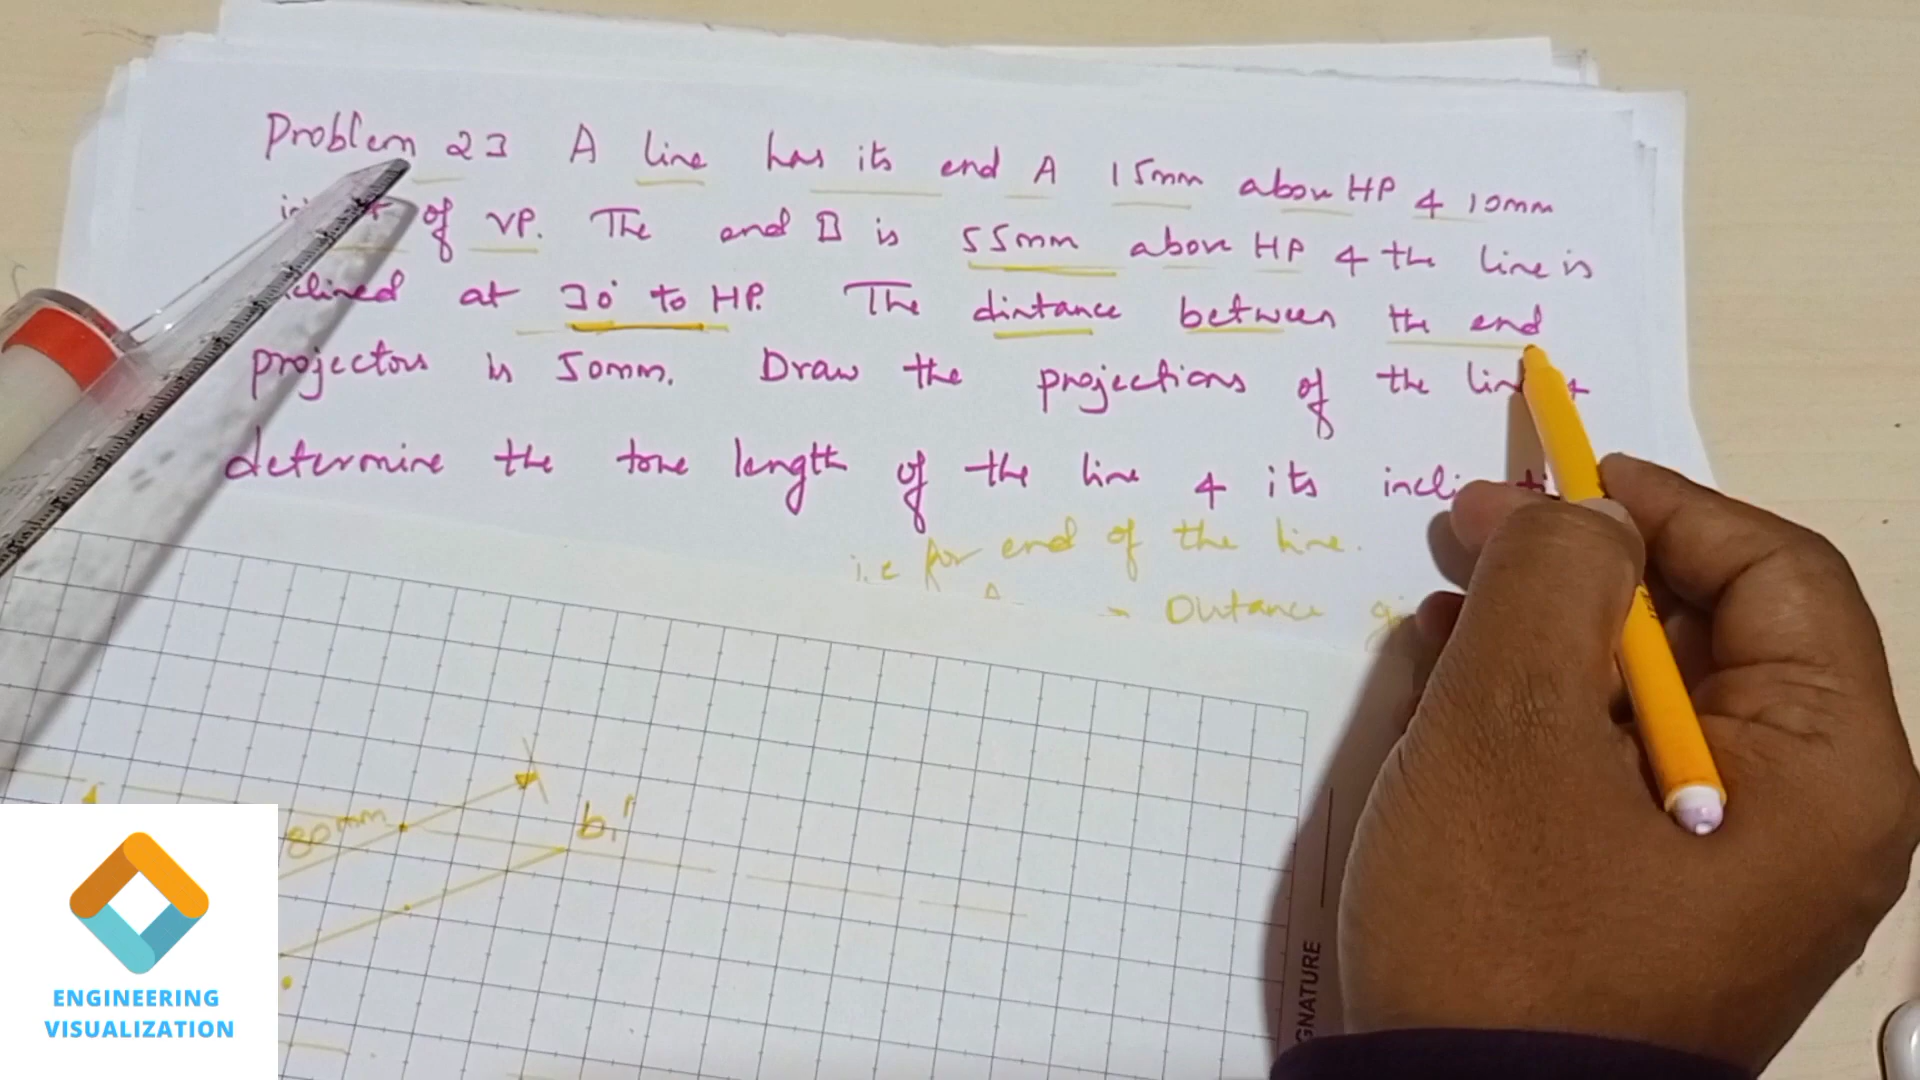 Problem 23 A line has its end A 15mm above HP & 10mm
of VP. The end B is 55mm above HP & the line is
at 30° to HP. The distance between the end
projectors is 50mm. Draw the projections of the
determine the true length of the line & its
i.e for end of the line.
Distance
80mm
b1'
GNATURE
ENGINEERING
VISUALIZATION